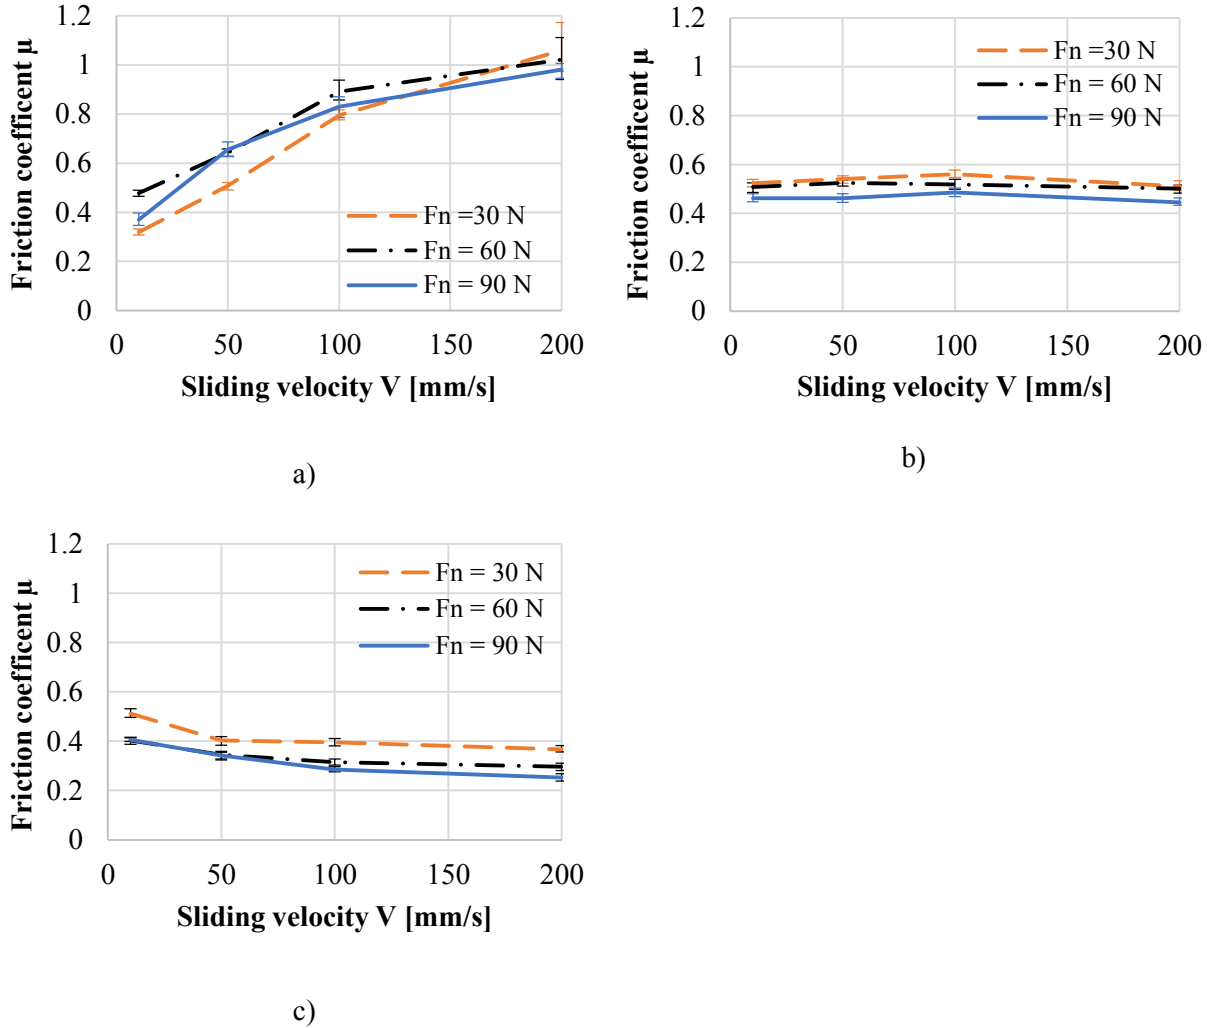 1.2
1
0.8
0.6
0.4
0.2
0
Friction coefficent μ
Fn =30 N
Fn = 60 N
Fn = 90 N
0 50 100 150 200
Sliding velocity V [mm/s]
a)
1.2
1
0.8
0.6
0.4
0.2
0
Friction coefficent μ
Fn =30 N
Fn = 60 N
Fn = 90 N
0 50 100 150 200
Sliding velocity V [mm/s]
b)
1.2
1
0.8
0.6
0.4
0.2
0
Friction coefficent μ
Fn = 30 N
Fn = 60 N
Fn = 90 N
0 50 100 150 200
Sliding velocity V [mm/s]
c)